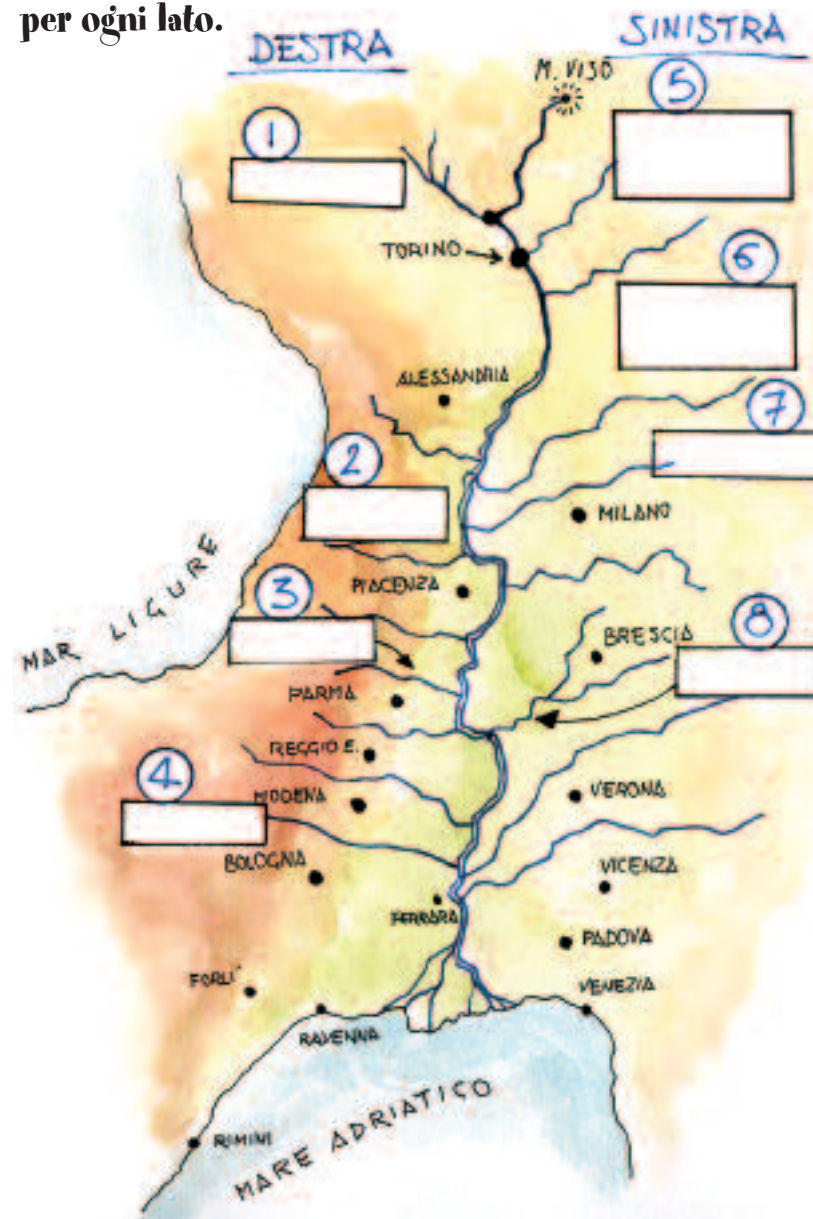 per ogni lato.
DESTRA
SINISTRA
M. VISO
5
1
TORINO
6
ALESSANDRIA
7
2
MILANO
PIACENZA
MAR LIGURE
3
8
BRESCIA
PARMA
REGGIO E.
4
MODENA
VERONA
BOLOGNA
VICENZA
FERRARA
PADOVA
FORLI'
VENEZIA
RAVENNA
RIMINI
MARE ADRIATICO